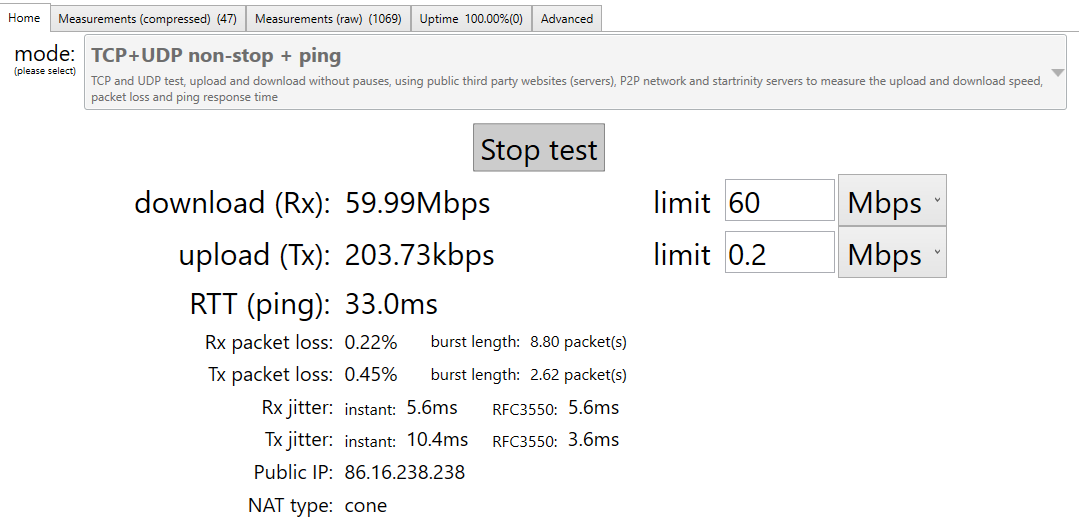 Home Measurements (compressed) (47) Measurements (raw) (1069) Uptime 100.00%(0) Advanced
mode: TCP+UDP non-stop + ping
(please select)
TCP and UDP test, upload and download without pauses, using public third party websites (servers), P2P network and startrinity servers to measure the upload and download speed,
packet loss and ping response time
Stop test
download (Rx): 59.99Mbps limit 60 Mbps
upload (Tx): 203.73kbps limit 0.2 Mbps
RTT (ping): 33.0ms
Rx packet loss: 0.22% burst length: 8.80 packet(s)
Tx packet loss: 0.45% burst length: 2.62 packet(s)
Rx jitter: instant: 5.6ms RFC3550: 5.6ms
Tx jitter: instant: 10.4ms RFC3550: 3.6ms
Public IP: 86.16.238.238
NAT type: cone